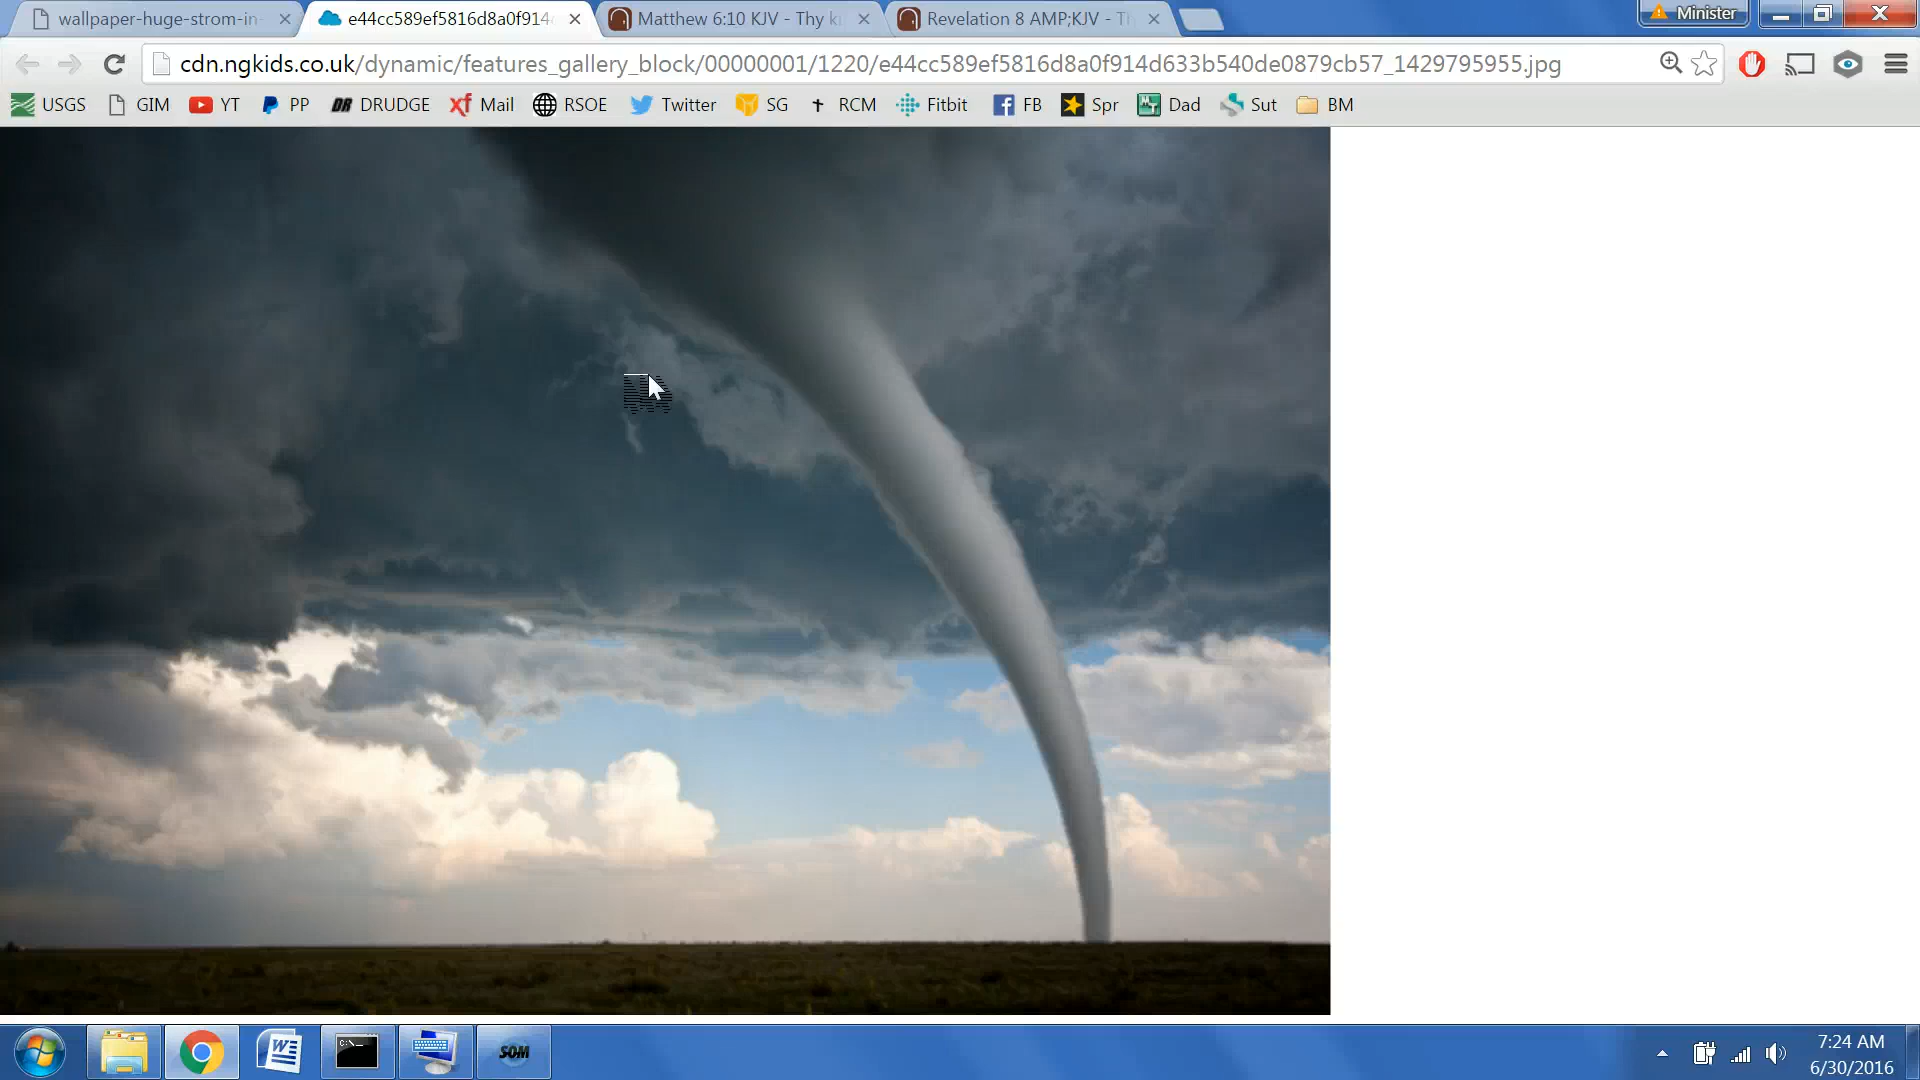 wallpaper-huge-strom-in-
e44cc589ef5816d8a0f914
Matthew 6:10 KJV - Thy k
Revelation 8 AMP;KJV - Th
Minister
cdn.ngkids.co.uk/dynamic/features_gallery_block/00000001/1220/e44cc589ef5816d8a0f914d633b540de0879cb57_1429795955.jpg
USGS GIM YT PP DRUDGE Mail RSOE Twitter SG RCM Fitbit FB Spr Dad Sut BM
SOM
7:24 AM
6/30/2016